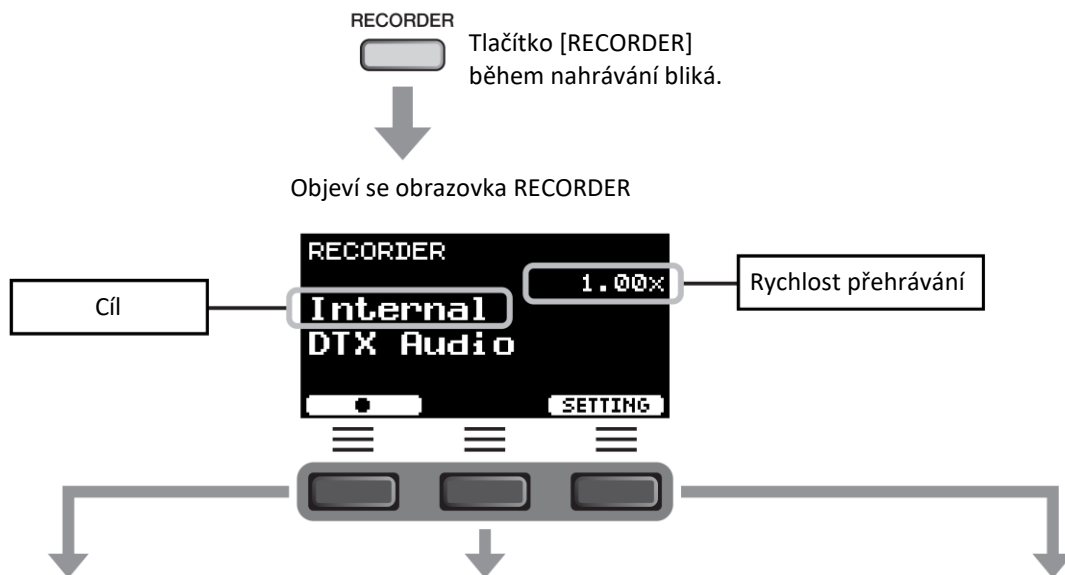 RECORDER
Tlačítko [RECORDER]
během nahrávání bliká.
Objeví se obrazovka RECORDER
RECORDER
1.00x
Rychlost přehrávání
Cíl
Internal
DTX Audio
SETTING